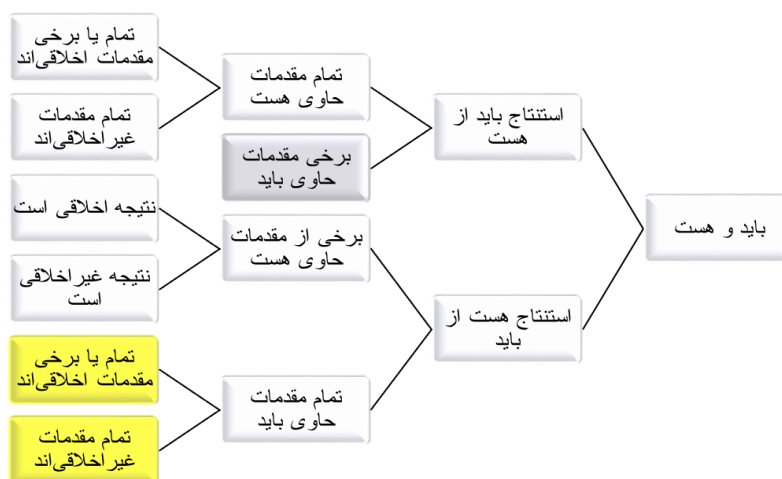 باید و هست
استنتاج باید از
هست
تمام مقدمات
حاوی هست
تمام یا برخی
مقدمات اخلاقی‌اند
تمام مقدمات
غیراخلاقی‌اند
برخی مقدمات
حاوی باید
استنتاج هست از
باید
برخی از مقدمات
حاوی هست
نتیجه اخلاقی است
نتیجه غیراخلاقی
است
تمام مقدمات
حاوی باید
تمام یا برخی
مقدمات اخلاقی‌اند
تمام مقدمات
غیراخلاقی‌اند